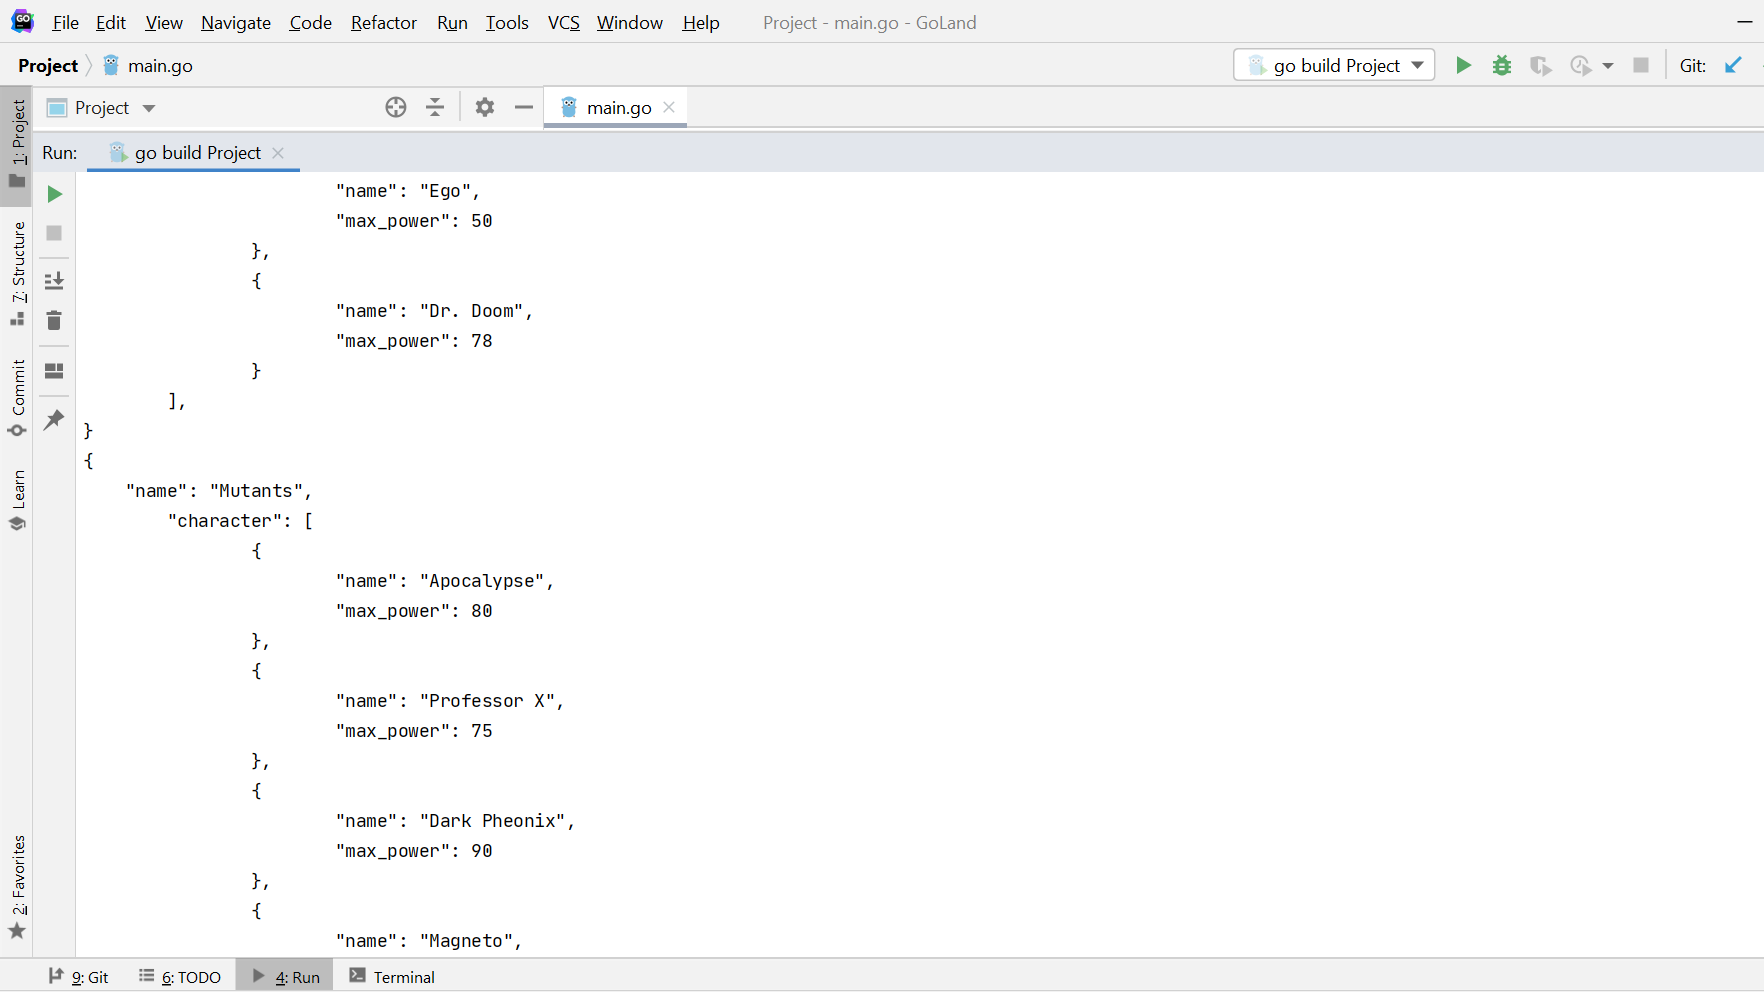 File Edit View Navigate Code Refactor Run Tools VCS Window Help Project - main.go - GoLand
Project main.go go build Project Git:
Project main.go
Run: go build Project
1: Project
7: Structure
Commit
Learn
2: Favorites
"name": "Ego",
"max_power": 50
},
{
"name": "Dr. Doom",
"max_power": 78
}
],
}
{
"name": "Mutants",
"character": [
{
"name": "Apocalypse",
"max_power": 80
},
{
"name": "Professor X",
"max_power": 75
},
{
"name": "Dark Pheonix",
"max_power": 90
},
{
"name": "Magneto",
9: Git 6: TODO 4: Run Terminal